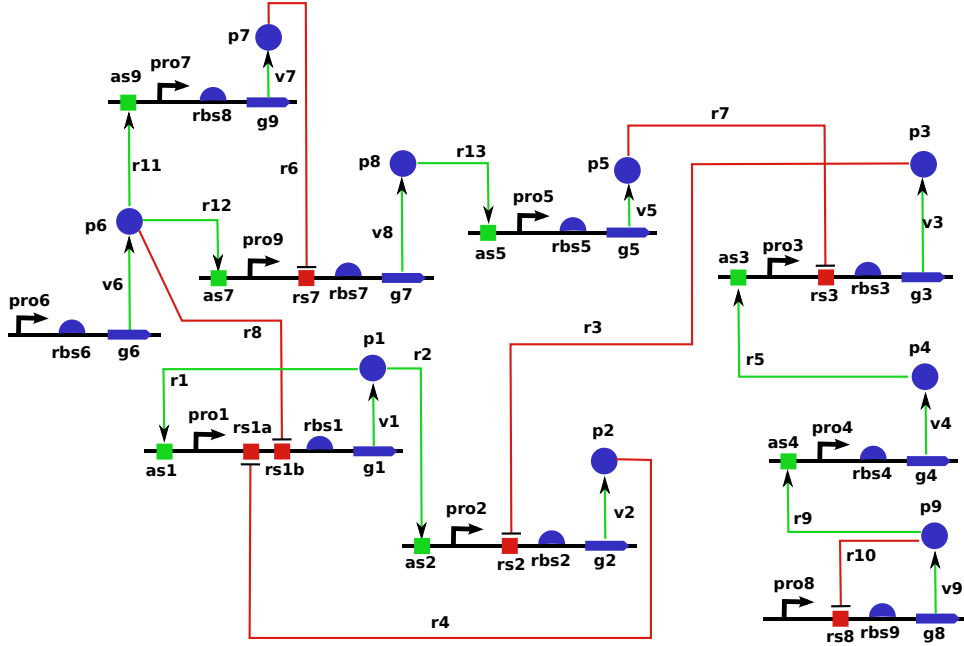 p7
r7
pro7
as9
v7
rbs8
g9
p3
r13
p8
p5
r6
r11
r12
pro5
v5
v3
p6
v8
rbs5
g5
as5
pro9
as3
pro3
v6
as7
rs7
rbs7
g7
rs3
rbs3
g3
pro6
r8
r3
rbs6
g6
p1
r2
p4
r5
r1
pro1
rs1a
rbs1
v1
pro4
v4
p2
as4
as1
rs1b
g1
rbs4
g4
pro2
v2
p9
r9
as2
rs2
rbs2
g2
r10
pro8
v9
r4
rs8
rbs9
g8